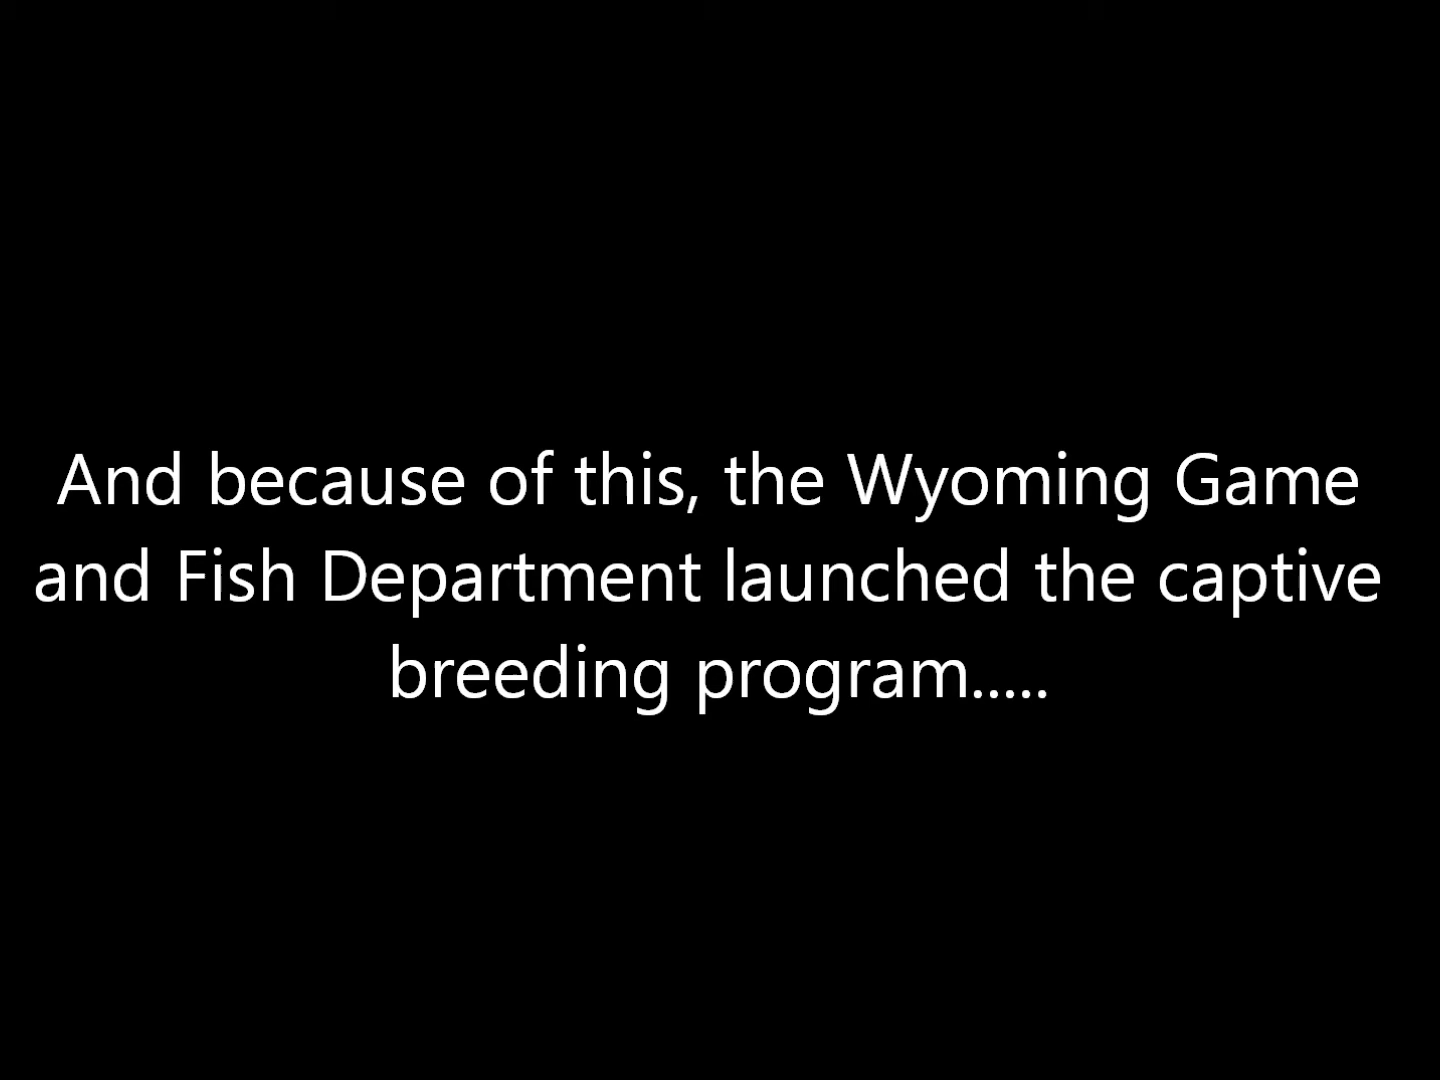 And because of this, the Wyoming Game
and Fish Department launched the captive
breeding program.....